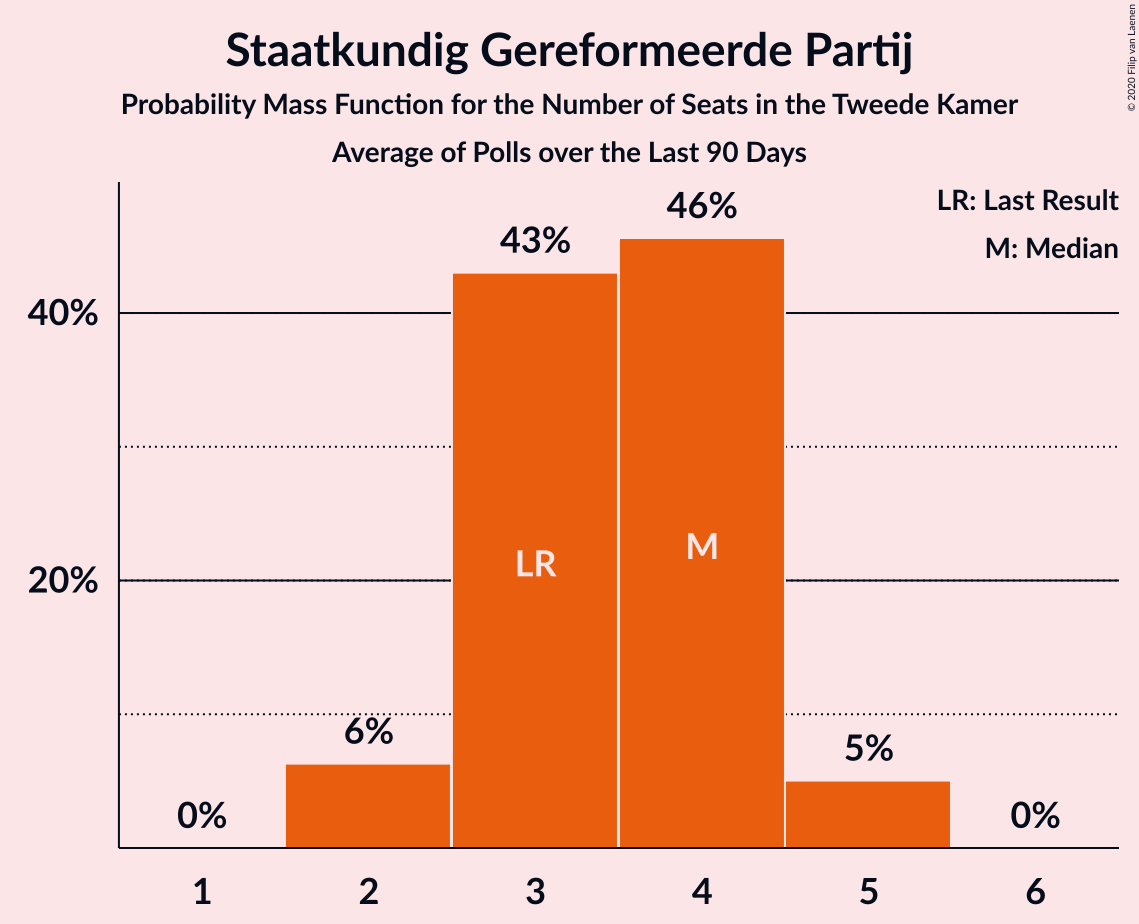 Staatkundig Gereformeerde Partij
Probability Mass Function for the Number of Seats in the Tweede Kamer
Average of Polls over the Last 90 Days
© 2020 Filip van Laenen
LR: Last Result
M: Median
46%
43%
40%
LR
M
20%
6%
5%
0%
0%
1 2 3 4 5 6